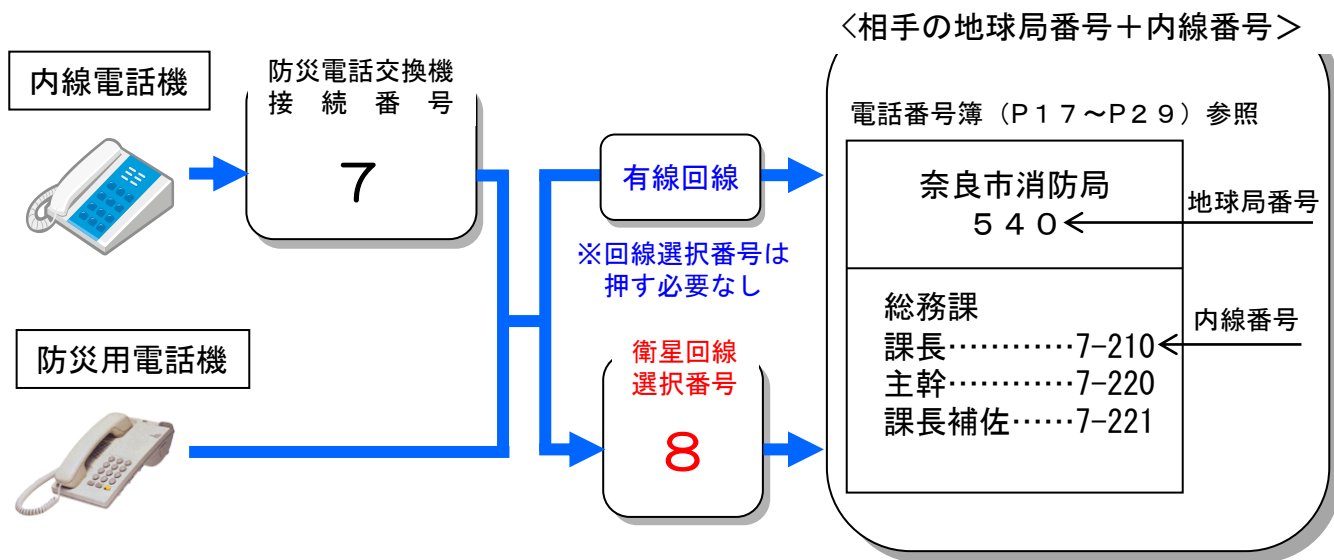 ＜相手の地球局番号＋内線番号＞
内線電話機
防災電話交換機
接続番号
７
有線回線
※回線選択番号は
押す必要なし
電話番号簿（Ｐ１７～Ｐ２９）参照
奈良市消防局
５４０
地球局番号
総務課
課長…………7-210
主幹…………7-220
課長補佐……7-221
内線番号
防災用電話機
衛星回線
選択番号
８